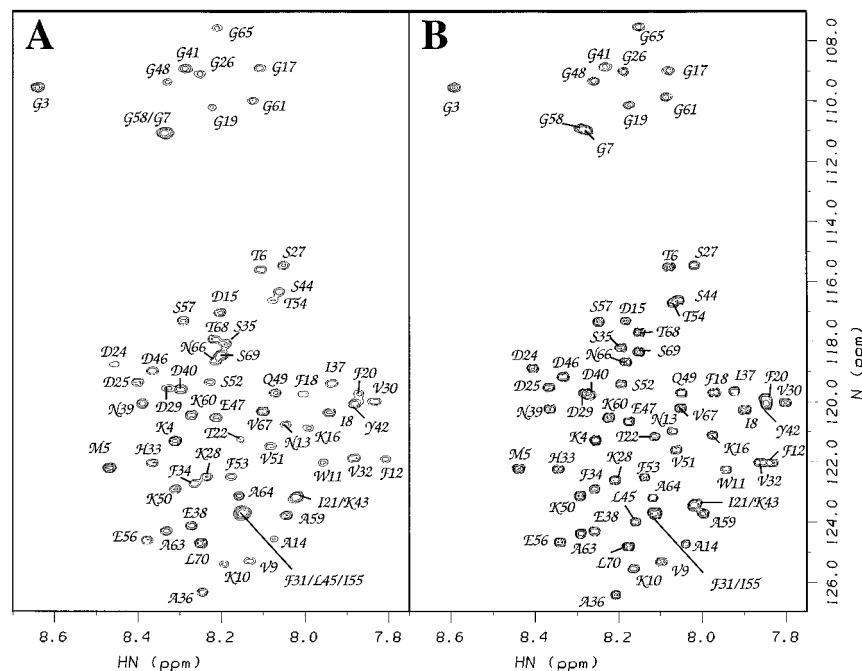 A
G65
G41
G26
G48
G17
G3
G61
G19
G58/G7
T6
S27
S44
T54
S57
D15
T68
S35
N66
S69
D24
D46
D40
D25
S52
Q49
F18
I37
F20
V30
D29
K60
E47
N39
V67
I8
Y42
K4
T22
N13
K16
M5
H33
K28
V51
F34
F53
W11
V32
F12
K50
A64
I21/K43
E38
A59
E56
A63
A14
L70
K10
V9
F31/L45/I55
A36
8.6 8.4 8.2 8.0 7.8
HN (ppm)
B
G65
G41
G26
G48
G17
G3
G61
G19
G58
G7
T6
S27
S44
T54
S57
D15
S35
T68
N66
S69
D24
D46
D40
D25
S52
Q49
F18
I37
F20
V30
D29
K60
E47
N39
V67
I8
Y42
N13
K4
T22
K16
F12
M5
H33
K28
V51
F34
F53
W11
V32
K50
L45
A64
I21/K43
E38
A59
E56
A63
A14
L70
K10
V9
F31/I55
A36
8.6 8.4 8.2 8.0 7.8
HN (ppm)
108.0
110.0
112.0
114.0
116.0
118.0
120.0
122.0
124.0
126.0
N (ppm)